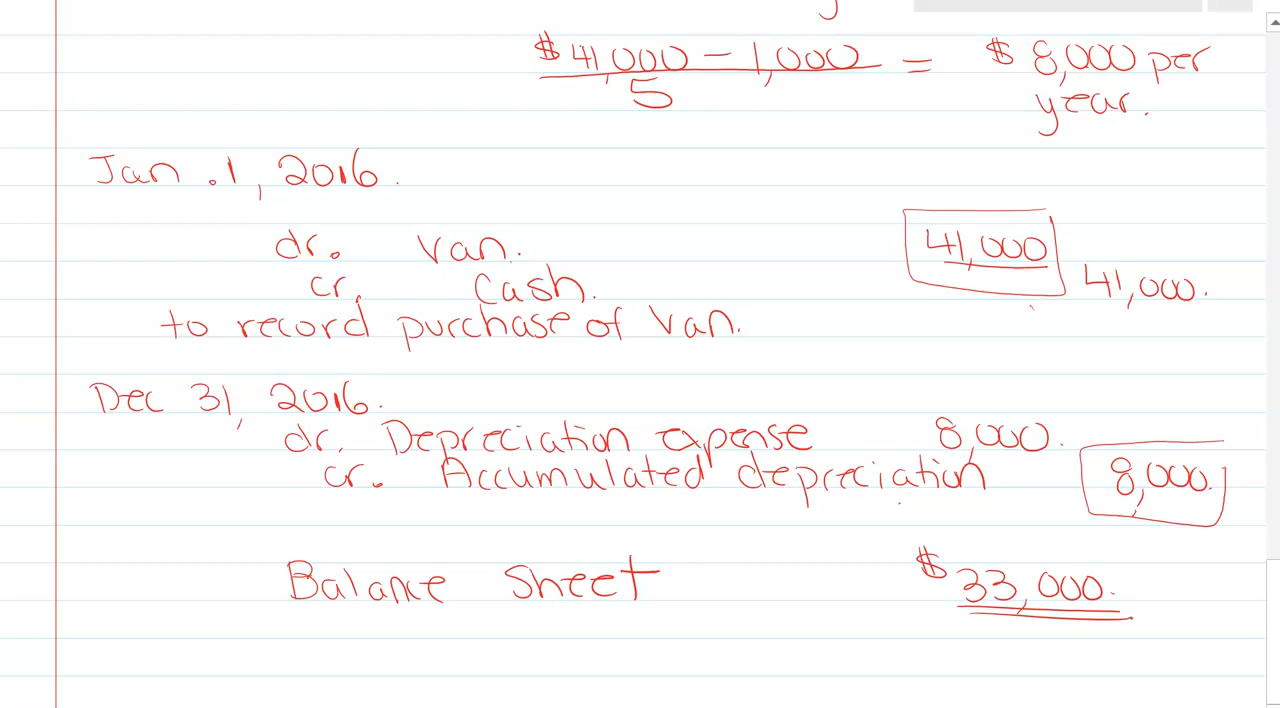 $41,000 - 1,000 = $8,000 per
5 year.
Jan. 1, 2016.
dr. Van. 41,000
cr. Cash. 41,000.
to record purchase of Van.
Dec 31, 2016.
dr. Depreciation expense 8,000.
cr. Accumulated depreciation 8,000.
Balance Sheet $33,000.